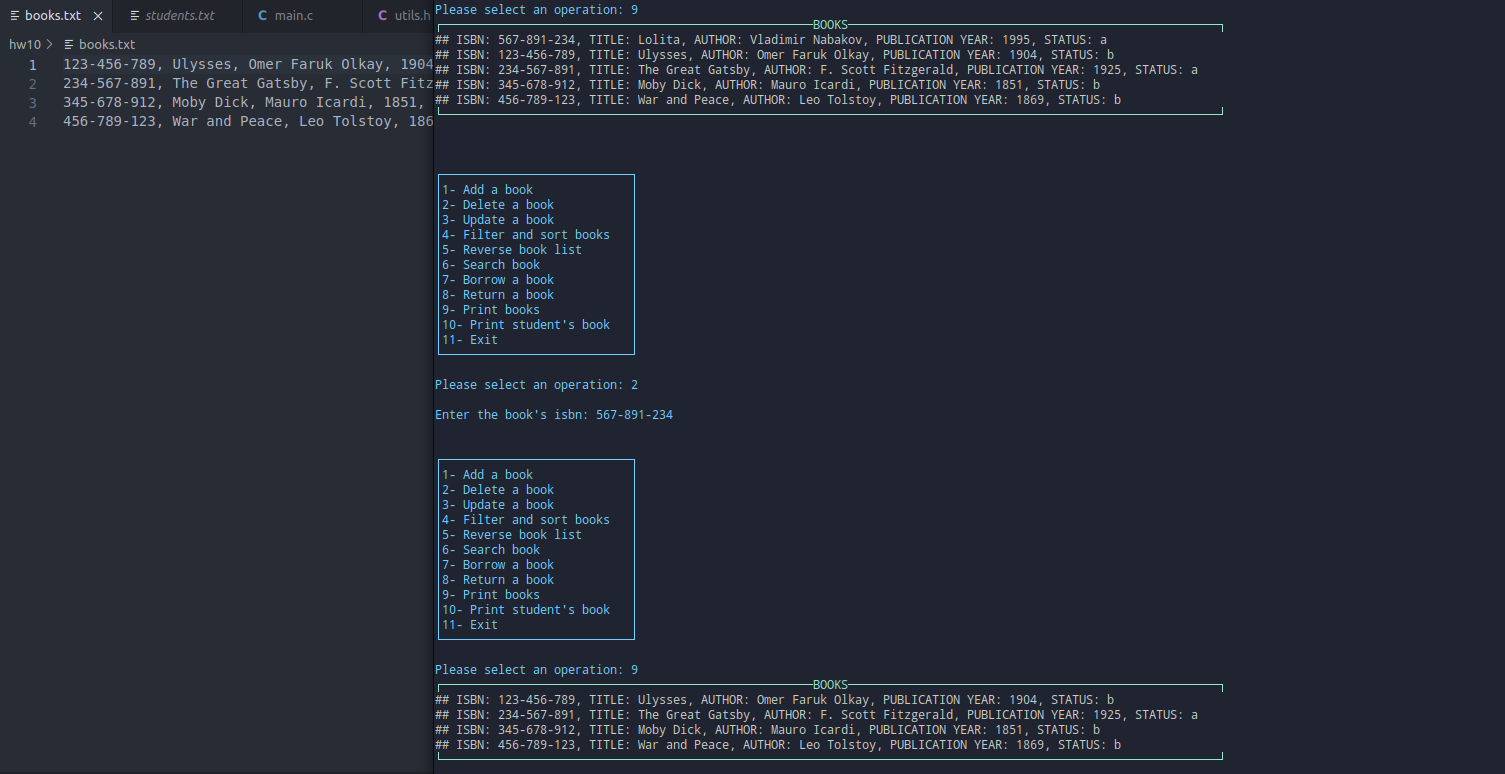 books.txt
students.txt
C main.c
C utils.h
hw10 > books.txt
1 123-456-789, Ulysses, Omer Faruk Olkay, 1904
2 234-567-891, The Great Gatsby, F. Scott Fitz
3 345-678-912, Moby Dick, Mauro Icardi, 1851,
4 456-789-123, War and Peace, Leo Tolstoy, 186
Please select an operation: 9
BOOKS
## ISBN: 567-891-234, TITLE: Lolita, AUTHOR: Vladimir Nabakov, PUBLICATION YEAR: 1995, STATUS: a
## ISBN: 123-456-789, TITLE: Ulysses, AUTHOR: Omer Faruk Olkay, PUBLICATION YEAR: 1904, STATUS: b
## ISBN: 234-567-891, TITLE: The Great Gatsby, AUTHOR: F. Scott Fitzgerald, PUBLICATION YEAR: 1925, STATUS: a
## ISBN: 345-678-912, TITLE: Moby Dick, AUTHOR: Mauro Icardi, PUBLICATION YEAR: 1851, STATUS: b
## ISBN: 456-789-123, TITLE: War and Peace, AUTHOR: Leo Tolstoy, PUBLICATION YEAR: 1869, STATUS: b
1- Add a book
2- Delete a book
3- Update a book
4- Filter and sort books
5- Reverse book list
6- Search book
7- Borrow a book
8- Return a book
9- Print books
10- Print student's book
11- Exit
Please select an operation: 2
Enter the book's isbn: 567-891-234
1- Add a book
2- Delete a book
3- Update a book
4- Filter and sort books
5- Reverse book list
6- Search book
7- Borrow a book
8- Return a book
9- Print books
10- Print student's book
11- Exit
Please select an operation: 9
BOOKS
## ISBN: 123-456-789, TITLE: Ulysses, AUTHOR: Omer Faruk Olkay, PUBLICATION YEAR: 1904, STATUS: b
## ISBN: 234-567-891, TITLE: The Great Gatsby, AUTHOR: F. Scott Fitzgerald, PUBLICATION YEAR: 1925, STATUS: a
## ISBN: 345-678-912, TITLE: Moby Dick, AUTHOR: Mauro Icardi, PUBLICATION YEAR: 1851, STATUS: b
## ISBN: 456-789-123, TITLE: War and Peace, AUTHOR: Leo Tolstoy, PUBLICATION YEAR: 1869, STATUS: b